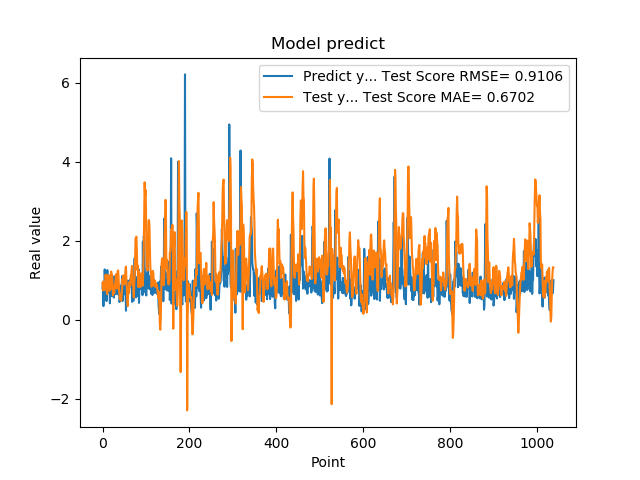 Model predict
Predict y... Test Score RMSE= 0.9106
Test y... Test Score MAE= 0.6702
Real value
6
4
2
0
−2
0 200 400 600 800 1000
Point